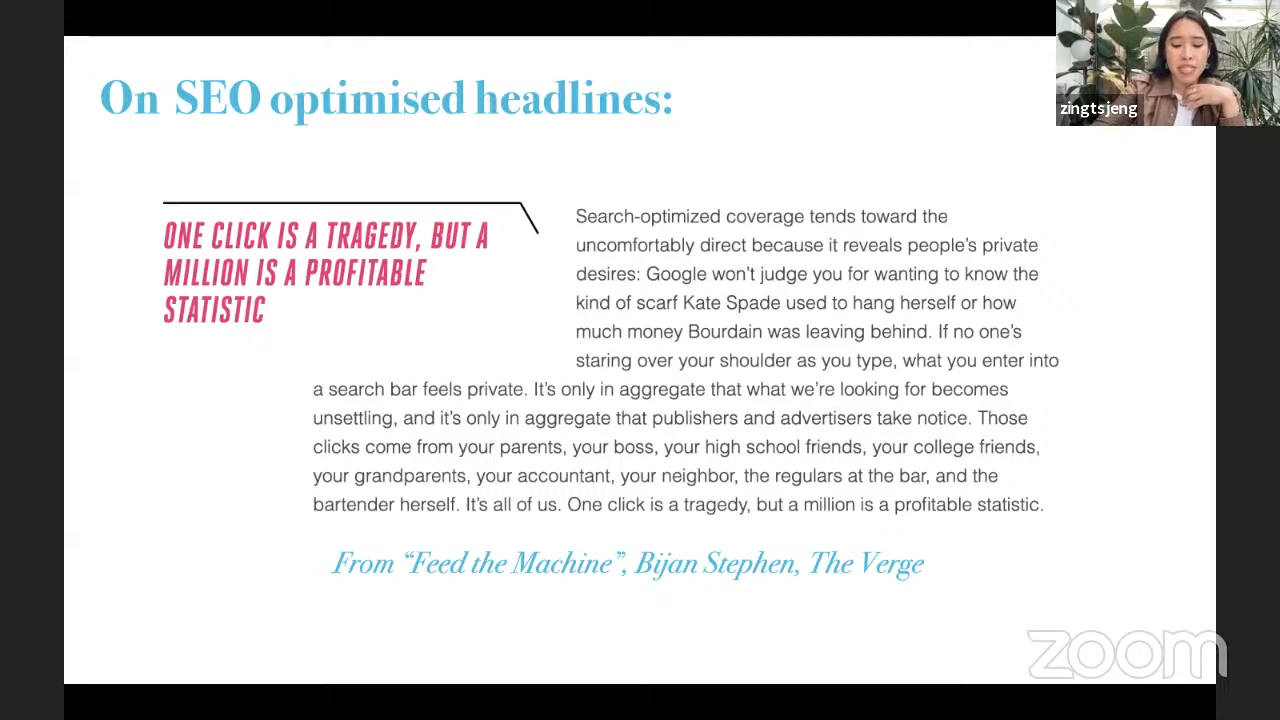 On SEO optimised headlines:
zingtsjeng
ONE CLICK IS A TRAGEDY, BUT A
MILLION IS A PROFITABLE
STATISTIC
Search-optimized coverage tends toward the
uncomfortably direct because it reveals people's private
desires: Google won't judge you for wanting to know the
kind of scarf Kate Spade used to hang herself or how
much money Bourdain was leaving behind. If no one's
staring over your shoulder as you type, what you enter into
a search bar feels private. It's only in aggregate that what we're looking for becomes
unsettling, and it's only in aggregate that publishers and advertisers take notice. Those
clicks come from your parents, your boss, your high school friends, your college friends,
your grandparents, your accountant, your neighbor, the regulars at the bar, and the
bartender herself. It's all of us. One click is a tragedy, but a million is a profitable statistic.
From “Feed the Machine”, Bijan Stephen, The Verge
zoom